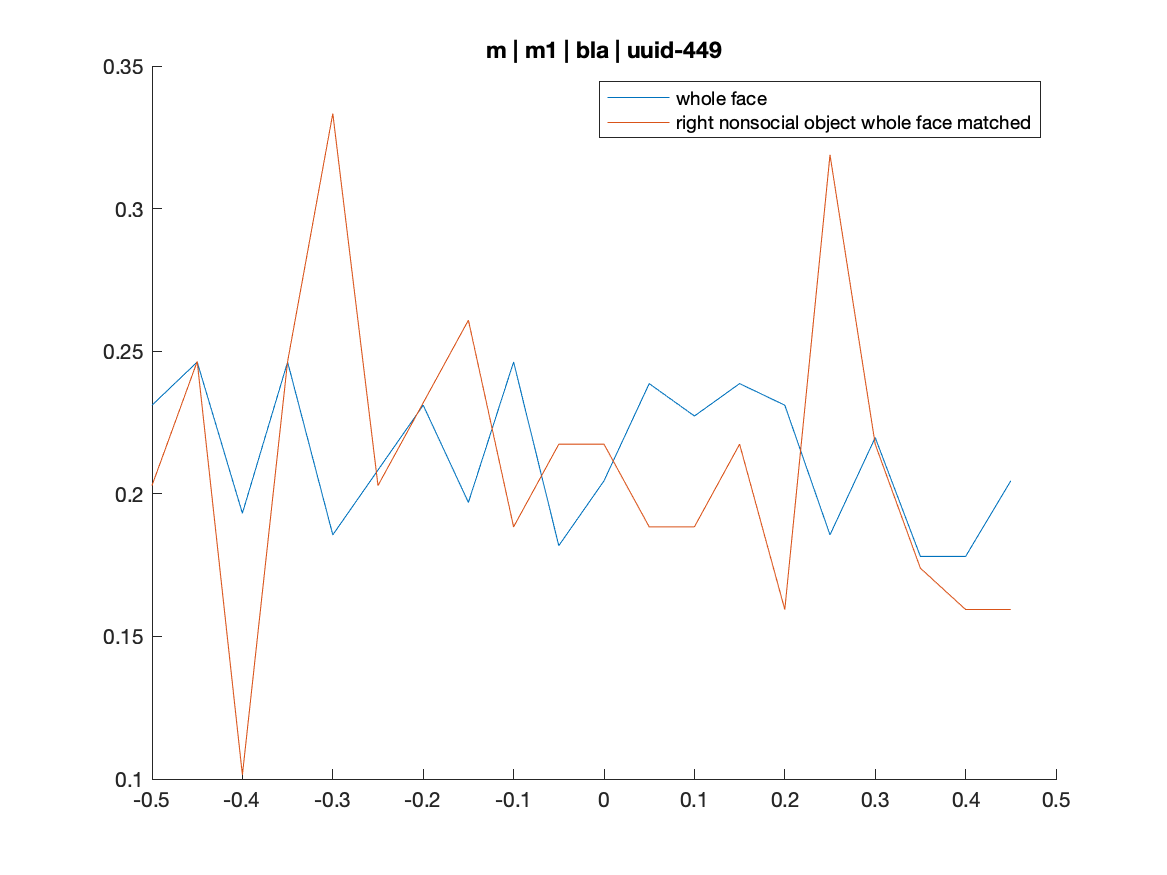 m | m1 | bla | uuid-449
whole face
right nonsocial object whole face matched
0.35
0.3
0.25
0.2
0.15
0.1
-0.5 -0.4 -0.3 -0.2 -0.1 0 0.1 0.2 0.3 0.4 0.5